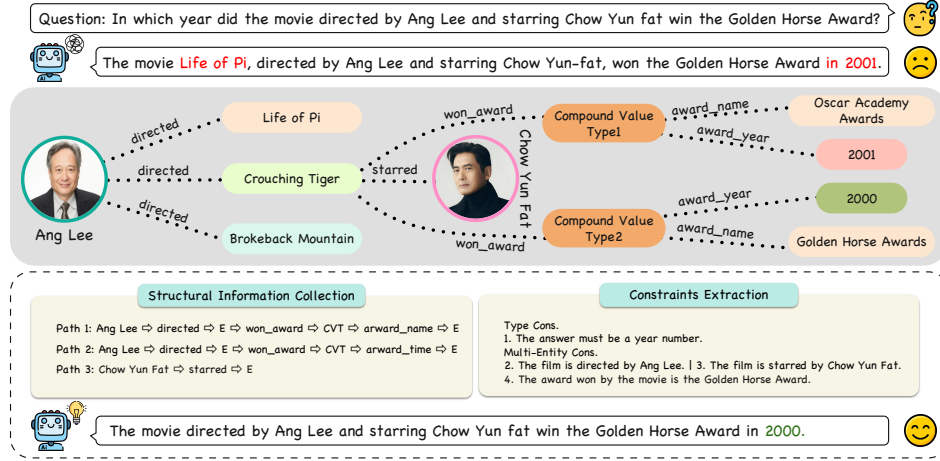 Question: In which year did the movie directed by Ang Lee and starring Chow Yun fat win the Golden Horse Award?
The movie Life of Pi, directed by Ang Lee and starring Chow Yun-fat, won the Golden Horse Award in 2001.
directed
Life of Pi
won_award
Compound Value
Type1
award_name
Oscar Academy
Awards
award_year
2001
directed
Crouching Tiger
starred
Chow Yun Fat
Ang Lee
directed
Brokeback Mountain
won_award
Compound Value
Type2
award_year
2000
award_name
Golden Horse Awards
Structural Information Collection
Path 1: Ang Lee ⇨ directed ⇨ E ⇨ won_award ⇨ CVT ⇨ arward_name ⇨ E
Path 2: Ang Lee ⇨ directed ⇨ E ⇨ won_award ⇨ CVT ⇨ arward_time ⇨ E
Path 3: Chow Yun Fat ⇨ starred ⇨ E
Constraints Extraction
Type Cons.
1. The answer must be a year number.
Multi-Entity Cons.
2. The film is directed by Ang Lee. | 3. The film is starred by Chow Yun Fat.
4. The award won by the movie is the Golden Horse Award.
The movie directed by Ang Lee and starring Chow Yun fat win the Golden Horse Award in 2000.